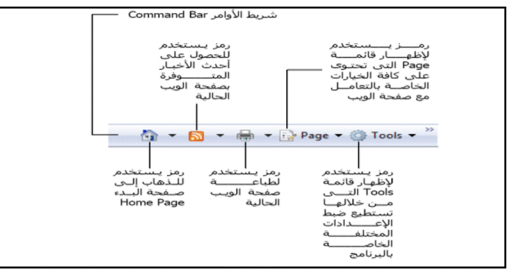 شريط الأوامر Command Bar
رمز يستخدم
للحصول على
أحدث الأخبار
المتوفرة
بصفحة الويب
الحالية
رمز يستخدم
لإظهار قائمة
Page التى تحتوى
على كافة الخيارات
الخاصة بالتعامل
مع صفحة الويب
Page Tools
رمز يستخدم
للذهاب إلى
صفحة البدء
Home Page
رمز يستخدم
لطباعة
صفحة الويب
الحالية
رمز يستخدم
لإظهار قائمة
Tools التى
من خلالها
تستطيع ضبط
الإعدادات
المختلفة
الخاصة
بالبرنامج